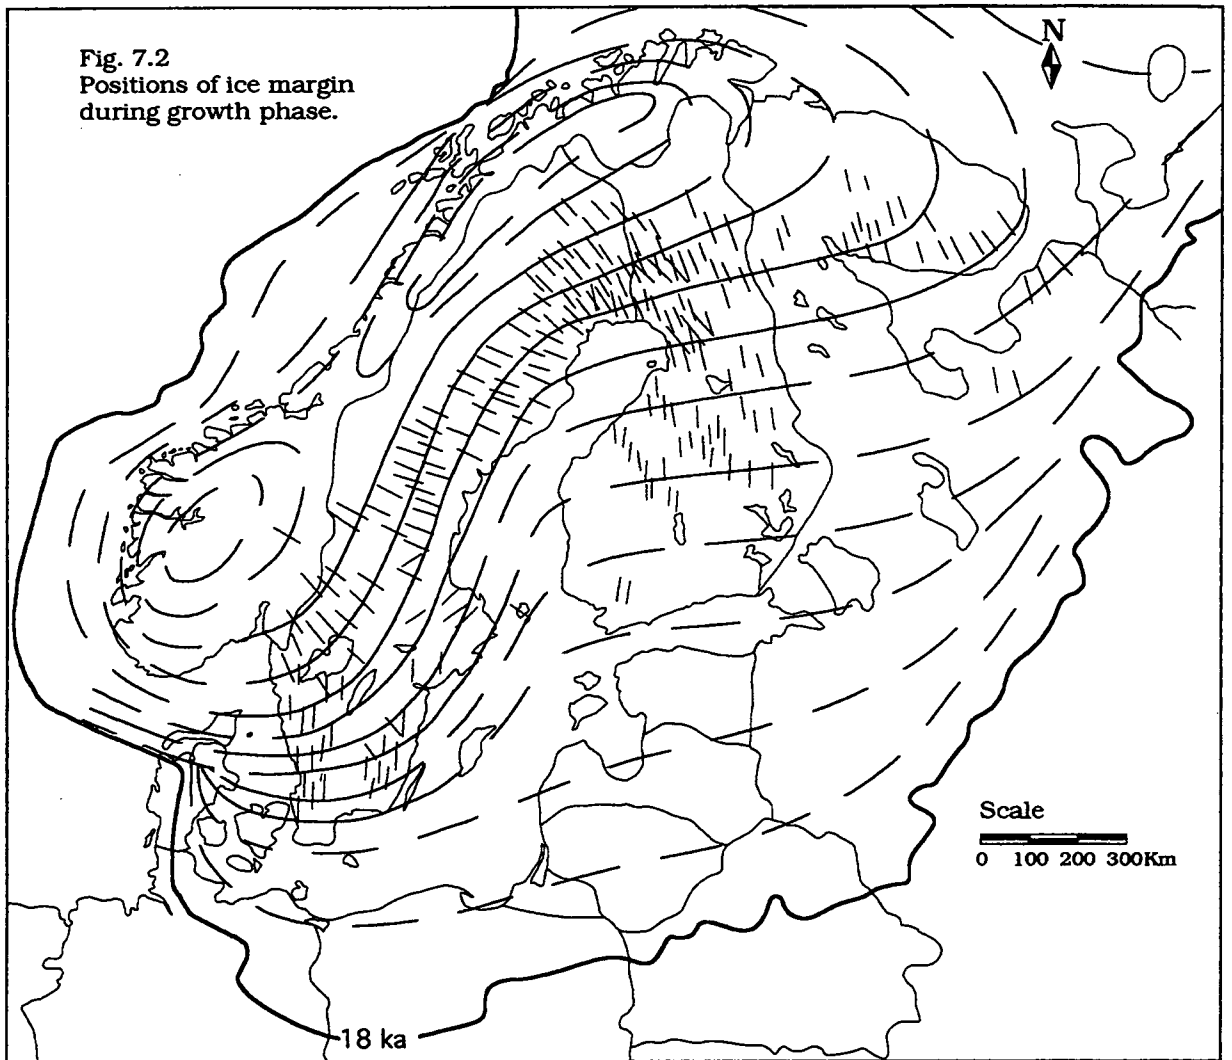 Fig. 7.2
Positions of ice margin
during growth phase.
N
Scale
0 100 200 300Km
18 ka